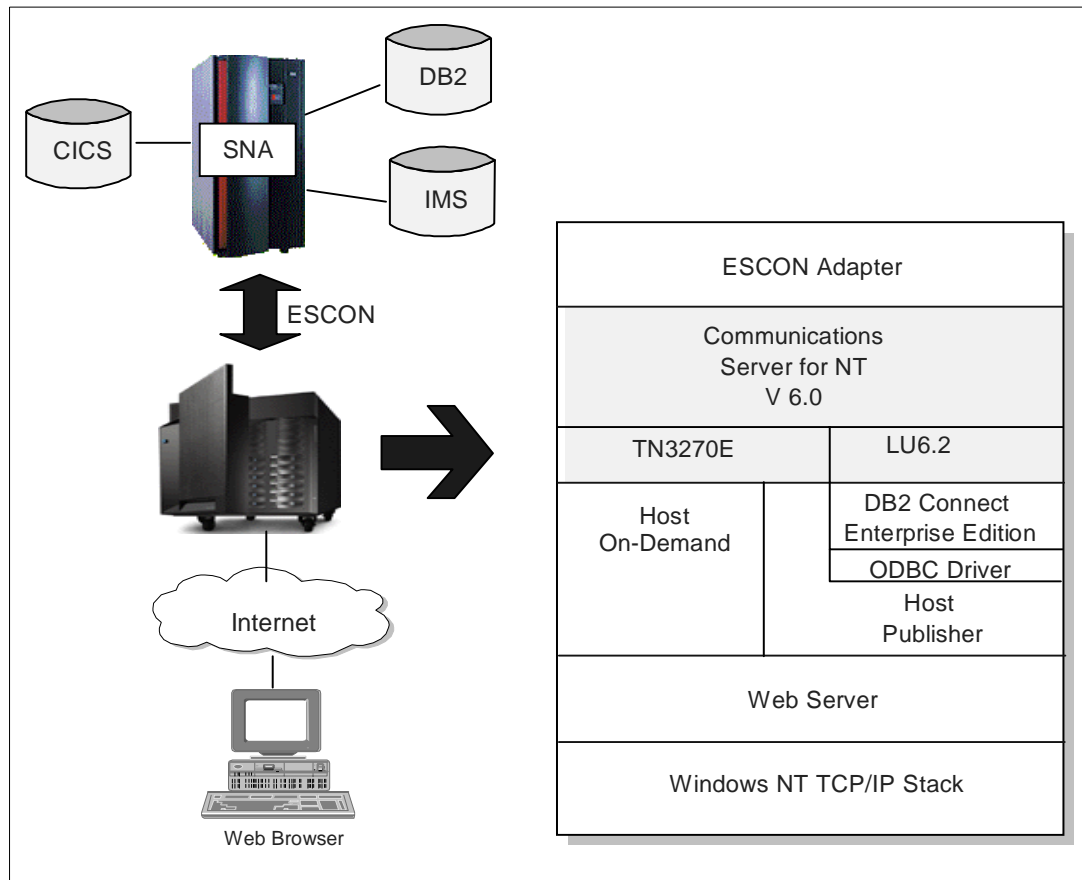 DB2
CICS
SNA
IMS
ESCON
Internet
Web Browser
ESCON Adapter
Communications
Server for NT
V 6.0
TN3270E
LU6.2
Host
On-Demand
DB2 Connect
Enterprise Edition
ODBC Driver
Host
Publisher
Web Server
Windows NT TCP/IP Stack